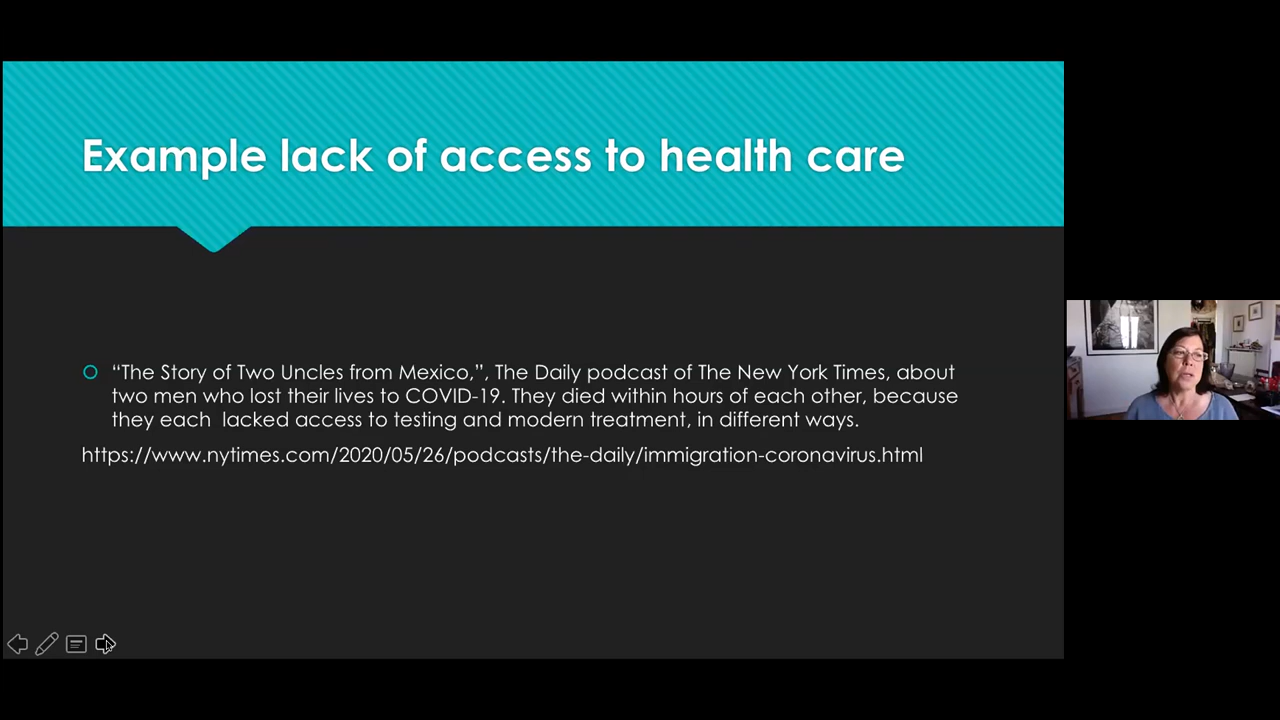 Example lack of access to health care
“The Story of Two Uncles from Mexico,”, The Daily podcast of The New York Times, about
two men who lost their lives to COVID-19. They died within hours of each other, because
they each  lacked access to testing and modern treatment, in different ways.
https://www.nytimes.com/2020/05/26/podcasts/the-daily/immigration-coronavirus.html